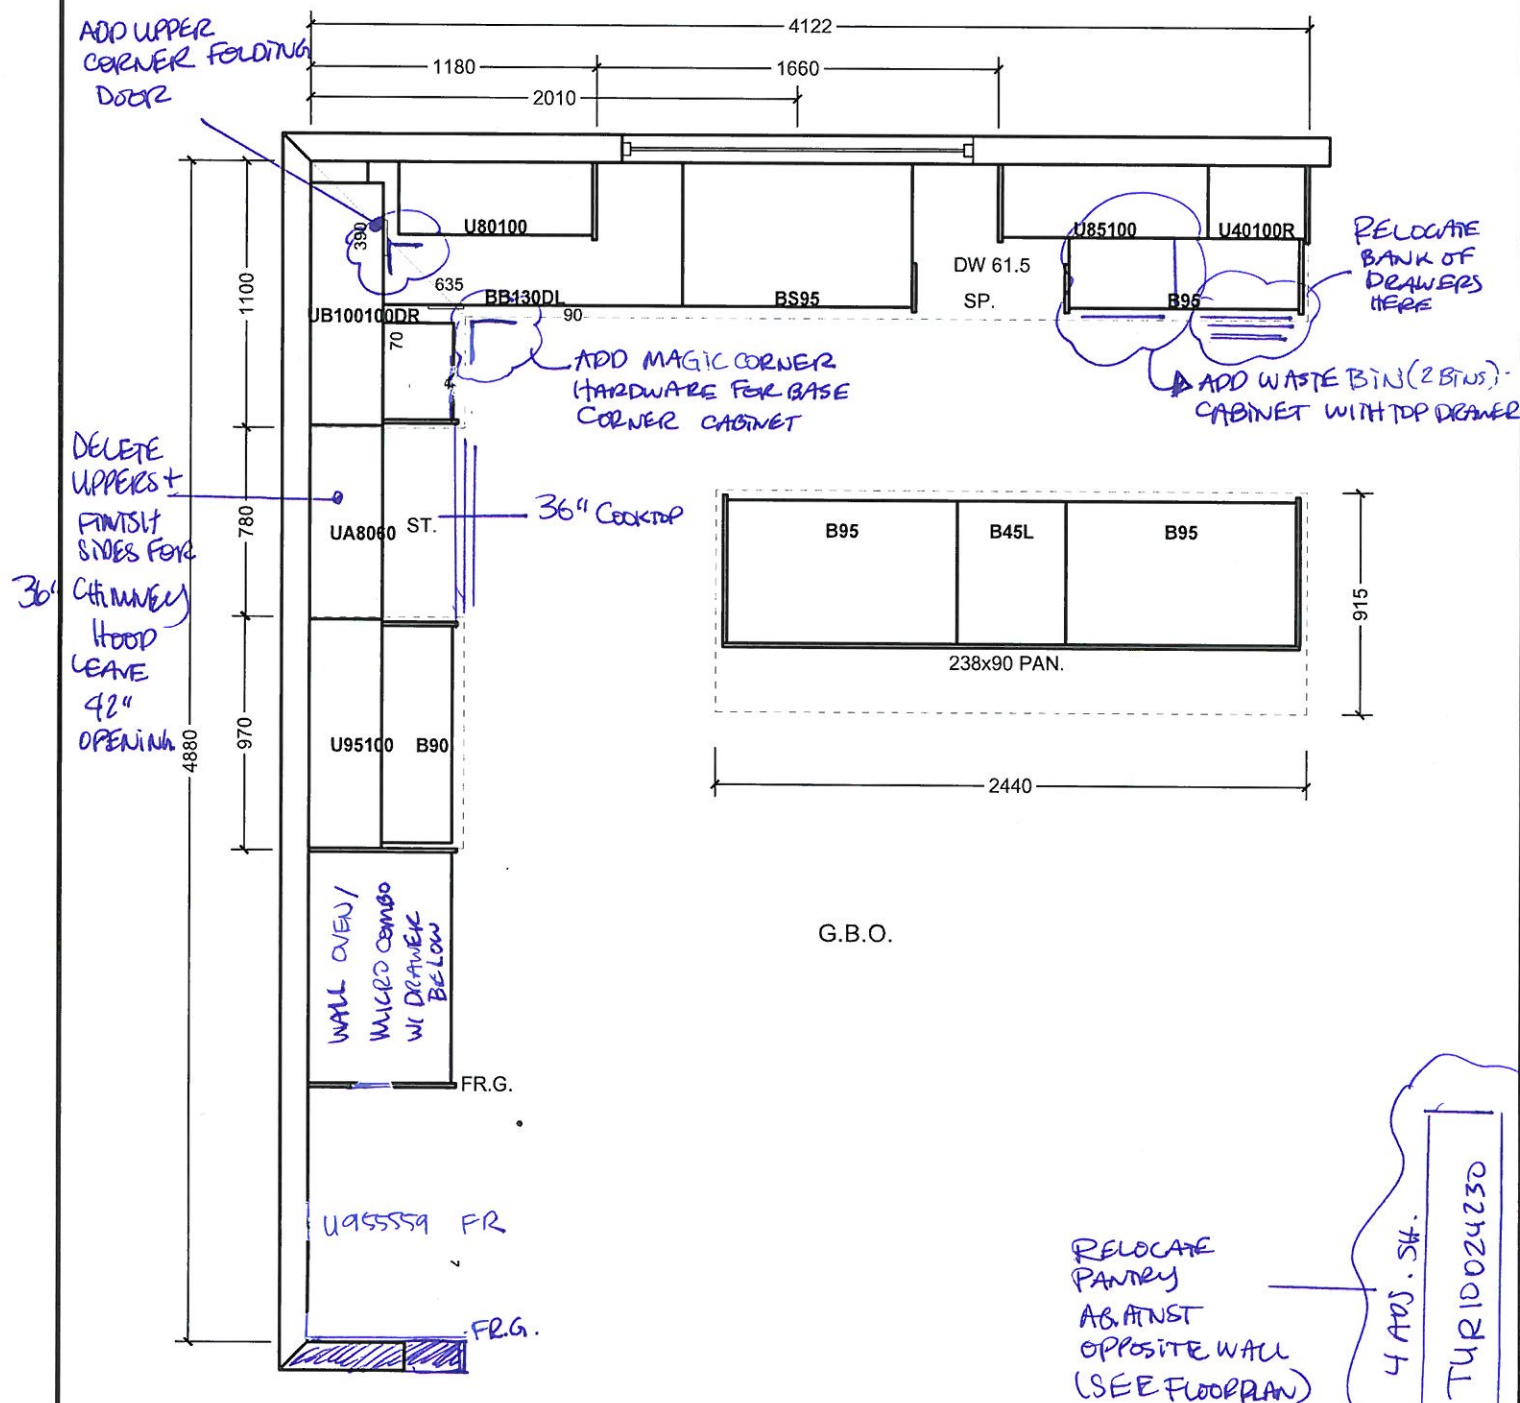 ADD UPPER
CORNER FOLDING
DOOR
4122
1180
1660
2010
U80100
U85100
U40100R
390
635
BB130DL
90
BS95
DW 61.5
SP.
B95
RELOCATE
BANK OF
DRAWERS
HERE
1100
UB100100DR
70
4
ADD MAGIC CORNER
HARDWARE FOR BASE
CORNER CABINET
ADD WASTE BIN (2 BINS)
CABINET WITH TOP DRAWER
DELETE
UPPERS +
FINISH
SIDES FOR
36" CHIMNEY
HOOD
LEAVE
42"
OPENING
780
UA8060
ST.
36" COOKTOP
B95
B45L
B95
915
238x90 PAN.
2440
4880
970
U95100
B90
WALL OVEN/
MICRO COMBO
W/ DRAWER
BELOW
G.B.O.
FR.G.
U955559 FR
FR.G.
RELOCATE
PANTRY
AGAINST
OPPOSITE WALL
(SEE FLOORPLAN)
4 ADJ. SH.
TYR10024230